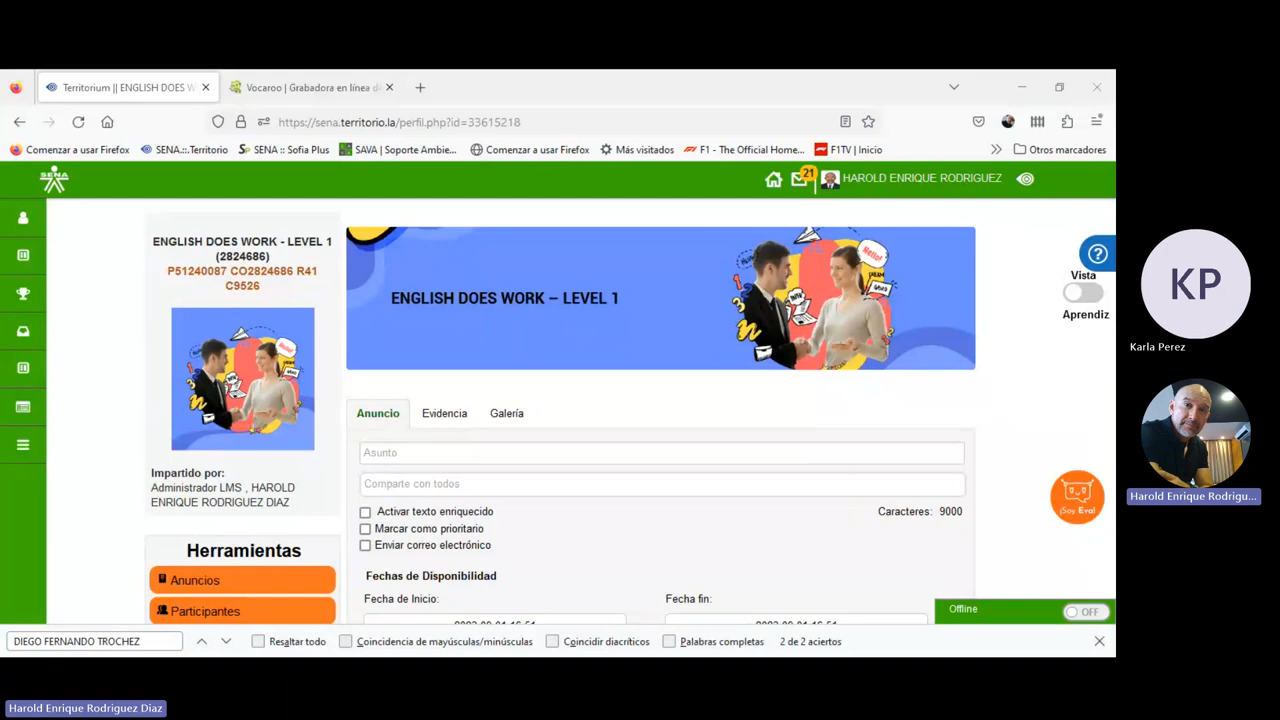 Territorium || ENGLISH DOES W
Vocaroo | Grabadora en línea d
https://sena.territorio.la/perfil.php?id=33615218
Comenzar a usar Firefox
SENA.::.Territorio
SENA :: Sofia Plus
SAVA | Soporte Ambie...
Comenzar a usar Firefox
Más visitados
F1 - The Official Home...
F1TV | Inicio
Otros marcadores
SENA
21
HAROLD ENRIQUE RODRIGUEZ
ENGLISH DOES WORK - LEVEL 1
(2824686)
P51240087 CO2824686 R41
C9526
Impartido por:
Administrador LMS , HAROLD
ENRIQUE RODRIGUEZ DIAZ
Herramientas
Anuncios
Participantes
ENGLISH DOES WORK – LEVEL 1
Hello!
Anuncio
Evidencia
Galería
Asunto
Comparte con todos
Activar texto enriquecido
Caracteres: 9000
Marcar como prioritario
Enviar correo electrónico
Fechas de Disponibilidad
Fecha de Inicio:
Fecha fin:
Vista
Aprendiz
¡Soy Eva!
Offline
OFF
DIEGO FERNANDO TROCHEZ
Resaltar todo
Coincidencia de mayúsculas/minúsculas
Coincidir diacríticos
Palabras completas
2 de 2 aciertos
KP
Karla Perez
Harold Enrique Rodrigu...
Harold Enrique Rodriguez Diaz